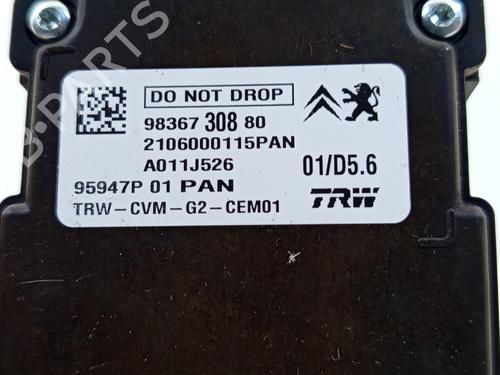 DO NOT DROP
98367 308 80
2106000115PAN
A011J526
01/D5.6
95947P 01 PAN
TRW
TRW-CVM-G2-CEM01
B-PARTS